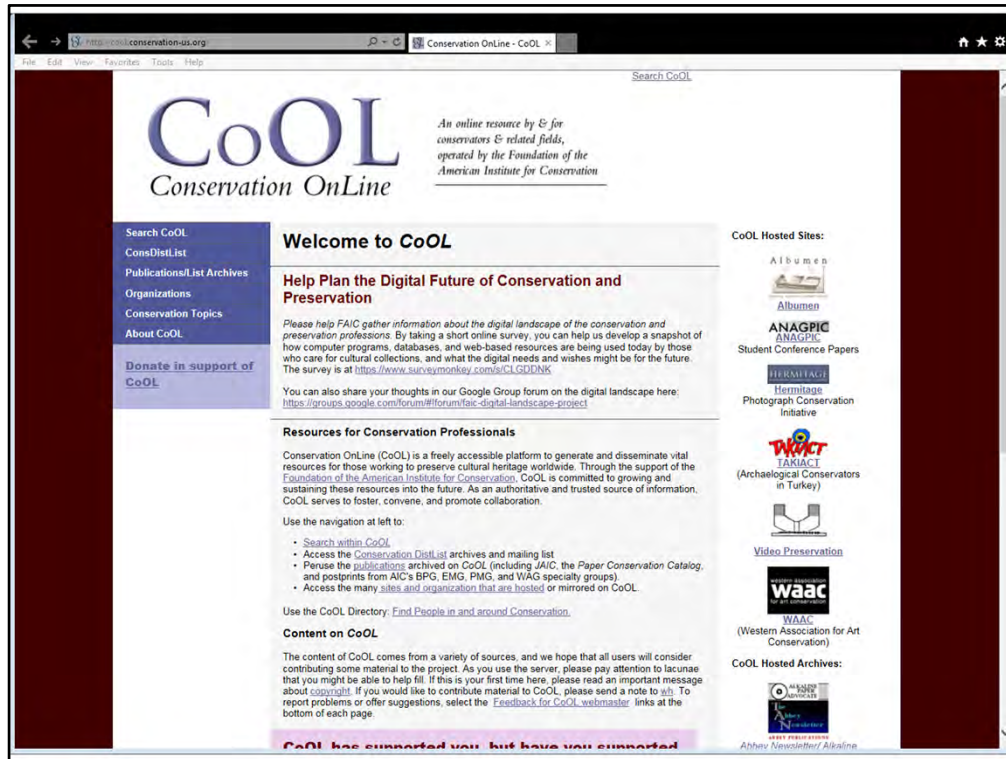 conservation-us.org
Conservation OnLine - CoOL
File Edit View Favorites Tools Help
Search CoOL
CoOL
Conservation OnLine
An online resource by & for
conservators & related fields,
operated by the Foundation of the
American Institute for Conservation
Search CoOL
ConsDistList
Publications/List Archives
Organizations
Conservation Topics
About CoOL
Donate in support of
CoOL
Welcome to CoOL
Help Plan the Digital Future of Conservation and
Preservation
Please help FAIC gather information about the digital landscape of the conservation and
preservation professions. By taking a short online survey, you can help us develop a snapshot of
how computer programs, databases, and web-based resources are being used today by those
who care for cultural collections, and what the digital needs and wishes might be for the future.
The survey is at https://www.surveymonkey.com/s/CLGDDNK
You can also share your thoughts in our Google Group forum on the digital landscape here:
https://groups.google.com/forum/#!forum/faic-digital-landscape-project
Resources for Conservation Professionals
Conservation OnLine (CoOL) is a freely accessible platform to generate and disseminate vital
resources for those working to preserve cultural heritage worldwide. Through the support of the
Foundation of the American Institute for Conservation, CoOL is committed to growing and
sustaining these resources into the future. As an authoritative and trusted source of information,
CoOL serves to foster, convene, and promote collaboration.
Use the navigation at left to:
• Search within CoOL
• Access the Conservation DistList archives and mailing list
• Peruse the publications archived on CoOL (including JAIC, the Paper Conservation Catalog,
and postprints from AIC's BPG, EMG, PMG, and WAG specialty groups).
• Access the many sites and organization that are hosted or mirrored on CoOL.
Use the CoOL Directory: Find People in and around Conservation.
Content on CoOL
The content of CoOL comes from a variety of sources, and we hope that all users will consider
contributing some material to the project. As you use the server, please pay attention to lacunae
that you might be able to help fill. If this is your first time here, please read an important message
about copyright. If you would like to contribute material to CoOL, please send a note to wh. To
report problems or offer suggestions, select the Feedback for CoOL webmaster links at the
bottom of each page.
CoOL has supported you, but have you supported
CoOL Hosted Sites:
Albumen
Albumen
ANAGPIC
ANAGPIC
Student Conference Papers
HERMITAGE
Hermitage
Photograph Conservation
Initiative
TAKIACT
TAKIACT
(Archaelogical Conservators
in Turkey)
Video Preservation
western association
waac
for art conservation
WAAC
(Western Association for Art
Conservation)
CoOL Hosted Archives:
ALKALINE
PAPER
ADVOCATE
The
Abbey
Newsletter
ABBEY PUBLICATIONS
Abbey Newsletter/ Alkaline